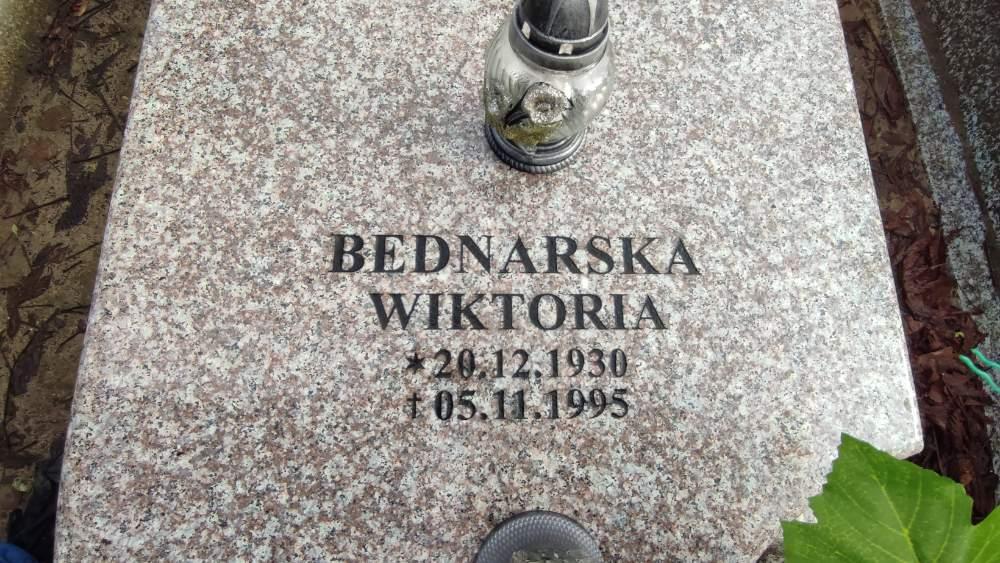 BEDNARSKA
WIKTORIA
★ 20.12.1930
† 05.11.1995